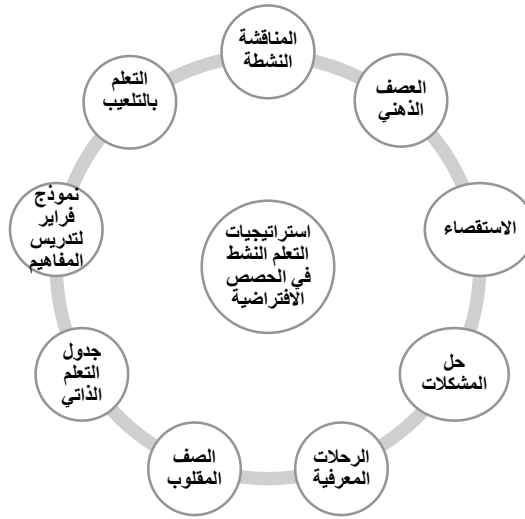 المناقشة
النشطة
العصف
الذهني
الاستقصاء
حل
المشكلات
الرحلات
المعرفية
الصف
المقلوب
جدول
التعلم
الذاتي
نموذج
فراير
لتدريس
المفاهيم
التعلم
بالتلعيب
استراتيجيات
التعلم النشط
في الحصص
الافتراضية